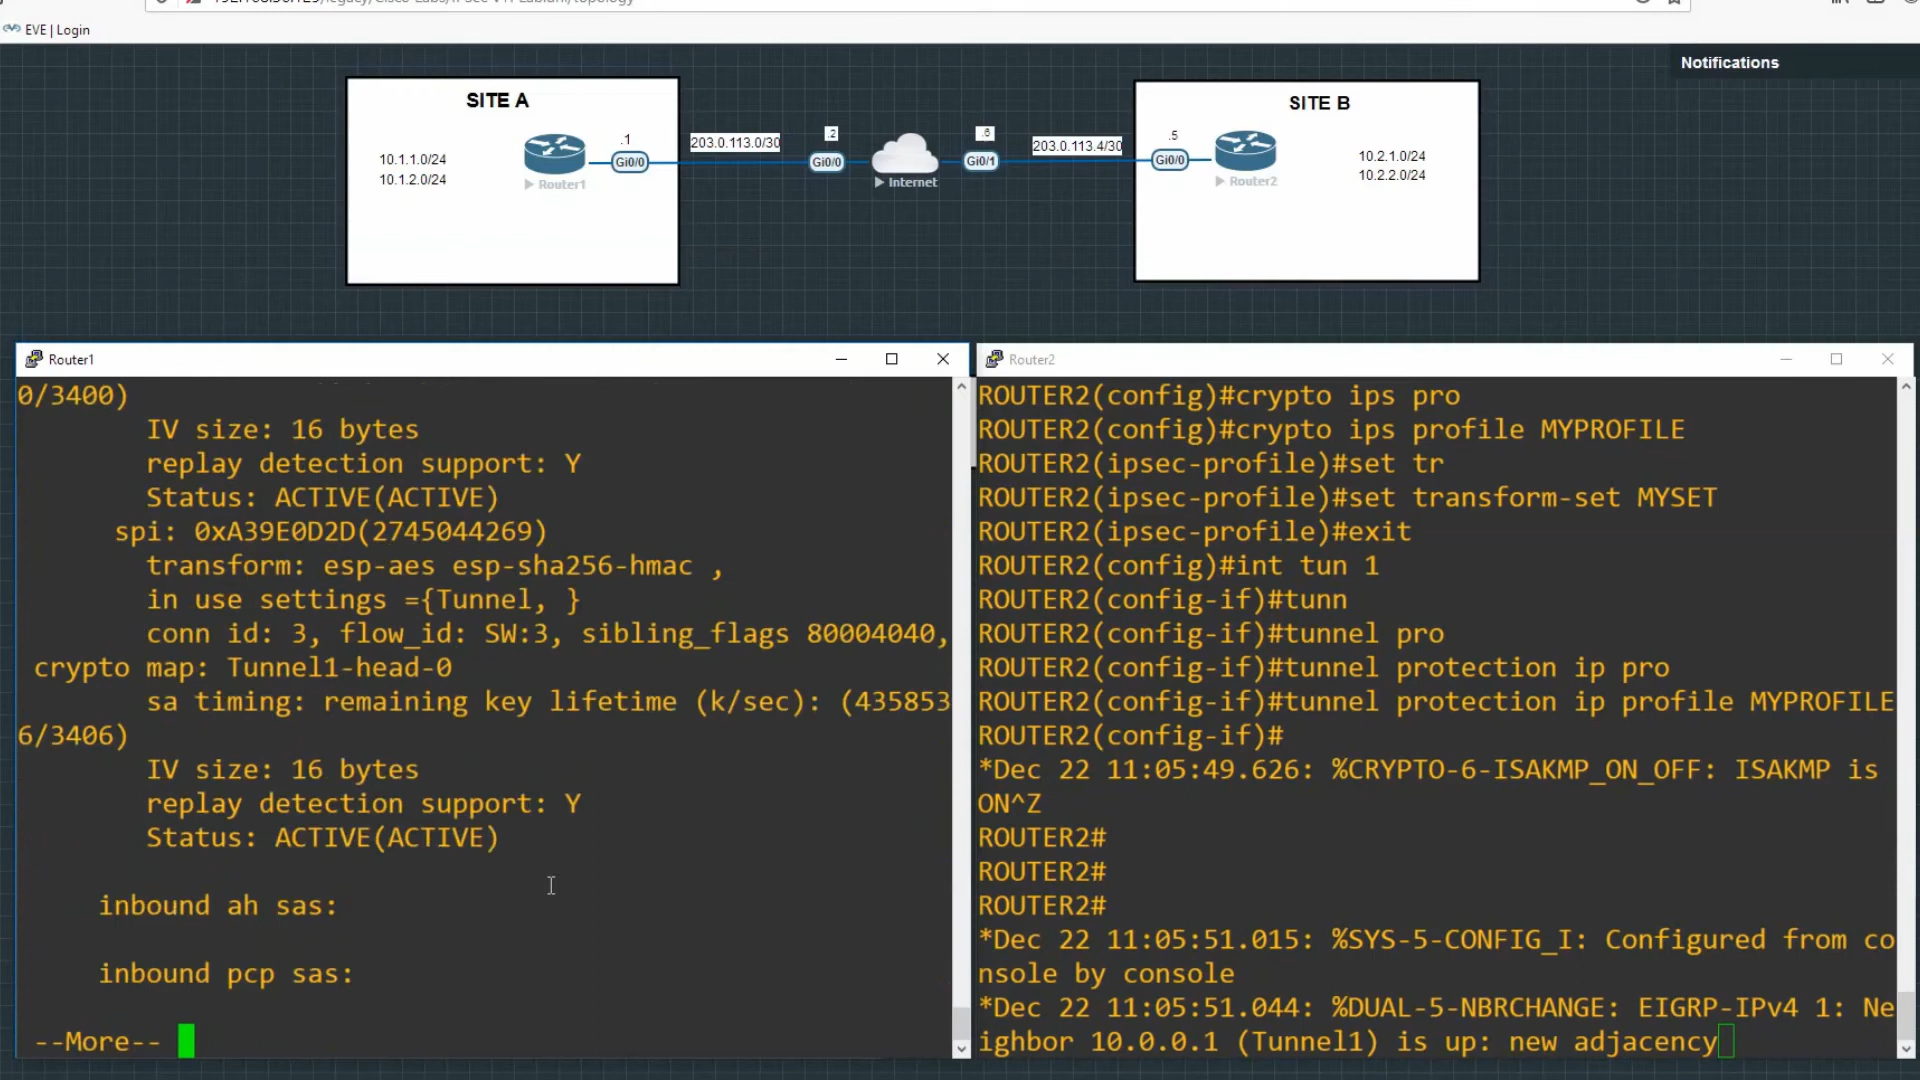 EVE | Login
Notifications
SITE A
10.1.1.0/24
10.1.2.0/24
Router1
.1
Gi0/0
203.0.113.0/30
.2
Gi0/0
Internet
.6
Gi0/1
203.0.113.4/30
.5
Gi0/0
SITE B
Router2
10.2.1.0/24
10.2.2.0/24
Router1
0/3400)
IV size: 16 bytes
replay detection support: Y
Status: ACTIVE(ACTIVE)
spi: 0xA39E0D2D(2745044269)
transform: esp-aes esp-sha256-hmac ,
in use settings ={Tunnel, }
conn id: 3, flow_id: SW:3, sibling_flags 80004040,
crypto map: Tunnel1-head-0
sa timing: remaining key lifetime (k/sec): (435853
6/3406)
IV size: 16 bytes
replay detection support: Y
Status: ACTIVE(ACTIVE)
inbound ah sas:
inbound pcp sas:
--More--
Router2
ROUTER2(config)#crypto ips pro
ROUTER2(config)#crypto ips profile MYPROFILE
ROUTER2(ipsec-profile)#set tr
ROUTER2(ipsec-profile)#set transform-set MYSET
ROUTER2(ipsec-profile)#exit
ROUTER2(config)#int tun 1
ROUTER2(config-if)#tunn
ROUTER2(config-if)#tunnel pro
ROUTER2(config-if)#tunnel protection ip pro
ROUTER2(config-if)#tunnel protection ip profile MYPROFILE
ROUTER2(config-if)#
*Dec 22 11:05:49.626: %CRYPTO-6-ISAKMP_ON_OFF: ISAKMP is
ON^Z
ROUTER2#
ROUTER2#
ROUTER2#
*Dec 22 11:05:51.015: %SYS-5-CONFIG_I: Configured from co
nsole by console
*Dec 22 11:05:51.044: %DUAL-5-NBRCHANGE: EIGRP-IPv4 1: Ne
ighbor 10.0.0.1 (Tunnel1) is up: new adjacency